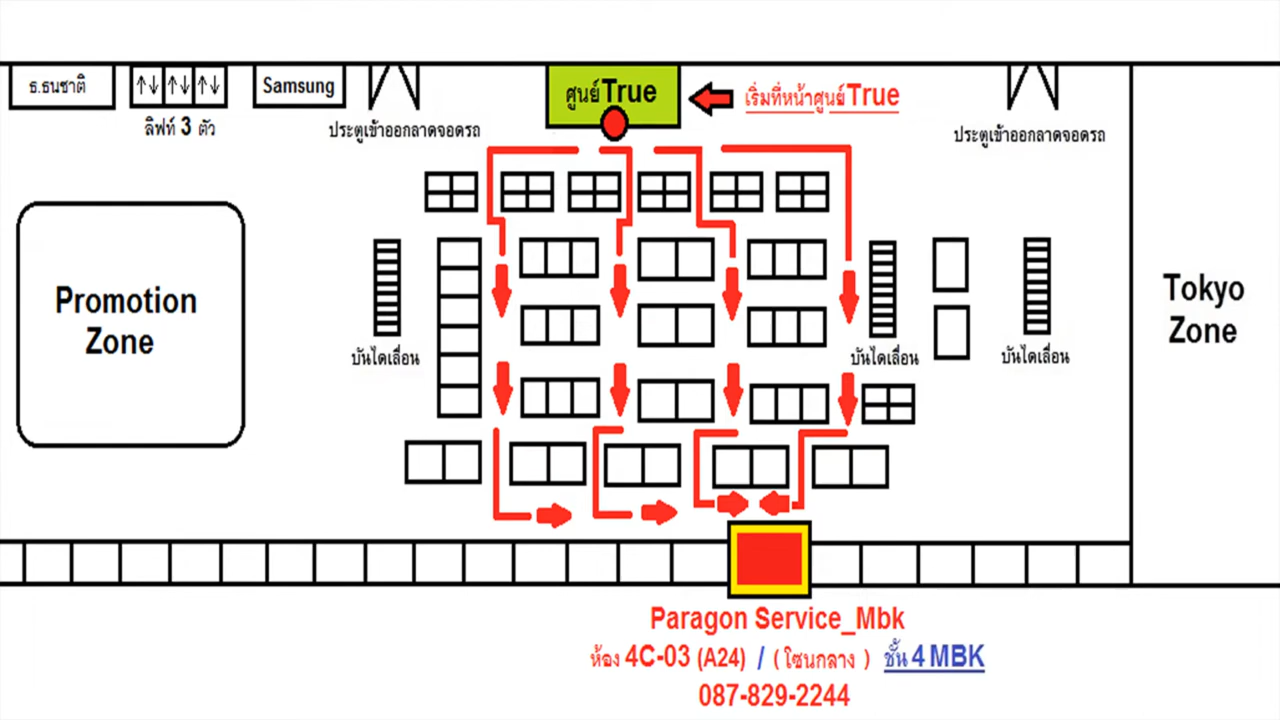 ธ.ธนชาติ
ลิฟท์ 3 ตัว
Samsung
ประตูเข้าออกลาดจอดรถ
ศูนย์True
เริ่มที่หน้าศูนย์True
ประตูเข้าออกลาดจอดรถ
Promotion
Zone
บันไดเลื่อน
บันไดเลื่อน
บันไดเลื่อน
Tokyo
Zone
Paragon Service_Mbk
ห้อง 4C-03 (A24) / ( โซนกลาง ) ชั้น 4 MBK
087-829-2244